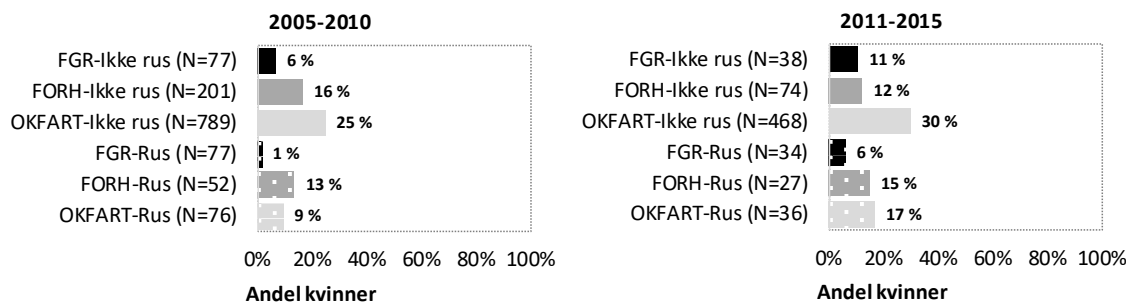 2005-2010
FGR-Ikke rus (N=77) 6 %
FORH-Ikke rus (N=201) 16 %
OKFART-Ikke rus (N=789) 25 %
FGR-Rus (N=77) 1 %
FORH-Rus (N=52) 13 %
OKFART-Rus (N=76) 9 %
0% 20% 40% 60% 80% 100%
Andel kvinner
2011-2015
FGR-Ikke rus (N=38) 11 %
FORH-Ikke rus (N=74) 12 %
OKFART-Ikke rus (N=468) 30 %
FGR-Rus (N=34) 6 %
FORH-Rus (N=27) 15 %
OKFART-Rus (N=36) 17 %
0% 20% 40% 60% 80% 100%
Andel kvinner